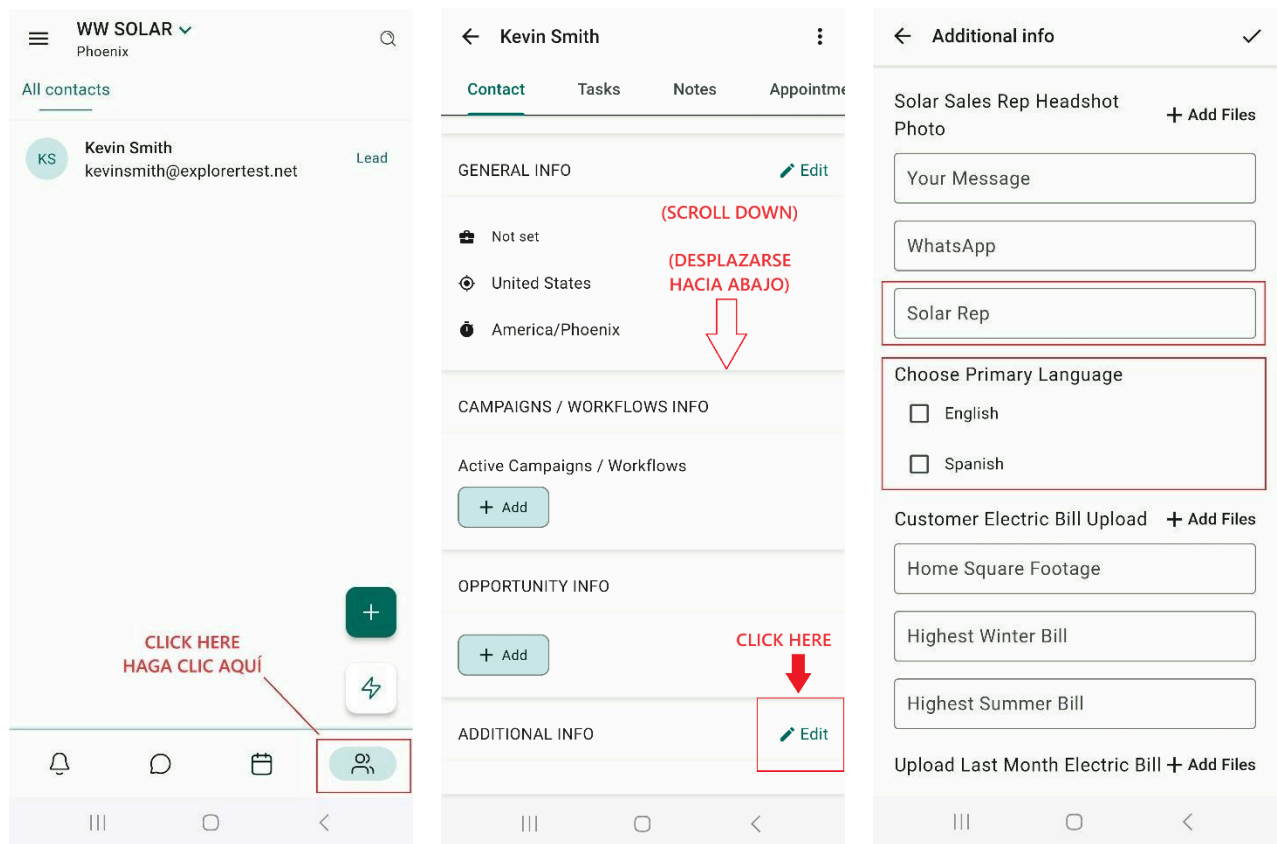 WW SOLAR
Phoenix
All contacts
KS
Kevin Smith
kevinsmith@explorertest.net
Lead
CLICK HERE
HAGA CLIC AQUÍ
Kevin Smith
Contact Tasks Notes Appointme
GENERAL INFO
Edit
(SCROLL DOWN)
Not set
(DESPLAZARSE
HACIA ABAJO)
United States
America/Phoenix
CAMPAIGNS / WORKFLOWS INFO
Active Campaigns / Workflows
+ Add
OPPORTUNITY INFO
+ Add
CLICK HERE
ADDITIONAL INFO
Edit
Additional info
Solar Sales Rep Headshot
Photo
+ Add Files
Your Message
WhatsApp
Solar Rep
Choose Primary Language
English
Spanish
Customer Electric Bill Upload + Add Files
Home Square Footage
Highest Winter Bill
Highest Summer Bill
Upload Last Month Electric Bill + Add Files